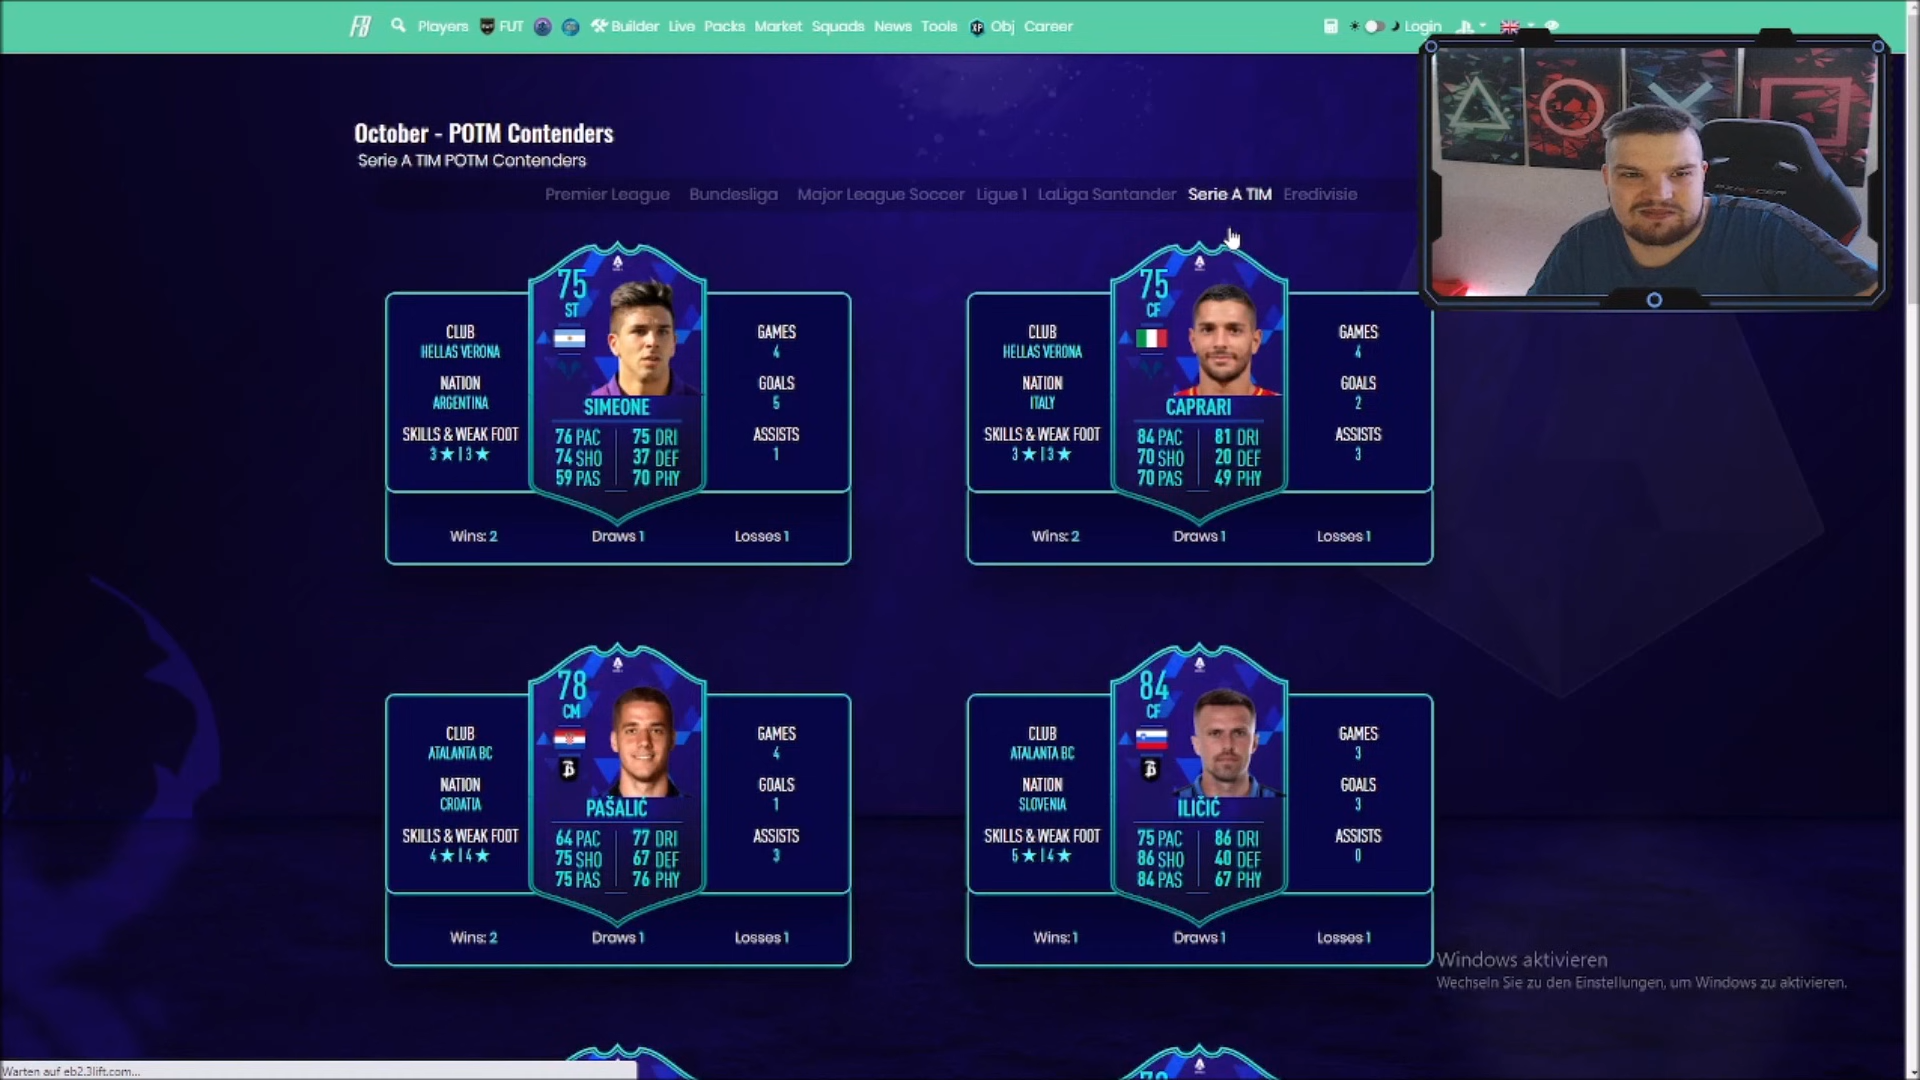 FB Players FUT Builder Live Packs Market Squads News Tools XP Obj Career Login
October - POTM Contenders
Serie A TIM POTM Contenders
Premier League Bundesliga Major League Soccer Ligue 1 LaLiga Santander Serie A TIM Eredivisie
75
ST
CLUB
HELLAS VERONA
NATION
ARGENTINA
SKILLS & WEAK FOOT
3 ★ | 3 ★
SIMEONE
76 PAC 75 DRI
74 SHO 37 DEF
59 PAS 70 PHY
GAMES
4
GOALS
5
ASSISTS
1
Wins: 2 Draws 1 Losses 1
75
CF
CLUB
HELLAS VERONA
NATION
ITALY
SKILLS & WEAK FOOT
3 ★ | 3 ★
CAPRARI
84 PAC 81 DRI
70 SHO 20 DEF
70 PAS 49 PHY
GAMES
4
GOALS
2
ASSISTS
3
Wins: 2 Draws 1 Losses 1
78
CM
CLUB
ATALANTA BC
NATION
CROATIA
SKILLS & WEAK FOOT
4 ★ | 4 ★
PAŠALIĆ
64 PAC 77 DRI
75 SHO 67 DEF
75 PAS 76 PHY
GAMES
4
GOALS
1
ASSISTS
3
Wins: 2 Draws 1 Losses 1
84
CF
CLUB
ATALANTA BC
NATION
SLOVENIA
SKILLS & WEAK FOOT
5 ★ | 4 ★
ILIČIĆ
75 PAC 86 DRI
86 SHO 40 DEF
84 PAS 67 PHY
GAMES
3
GOALS
3
ASSISTS
0
Wins: 1 Draws 1 Losses 1
Windows aktivieren
Wechseln Sie zu den Einstellungen, um Windows zu aktivieren.
Warten auf eb2.3lift.com...